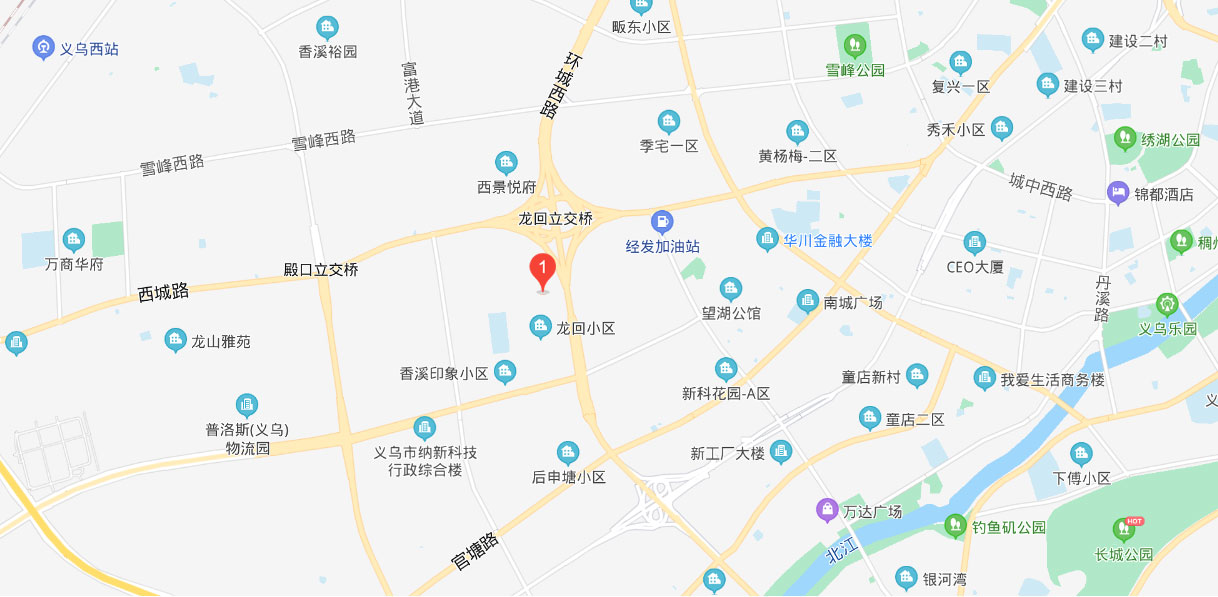 畈东小区
义乌西站
香溪裕园
建设二村
雪峰公园
复兴一区
建设三村
富港大道
环城西路
秀禾小区
绣湖公园
雪峰西路
雪峰西路
季宅一区
黄杨梅-二区
西景悦府
城中西路
锦都酒店
龙回立交桥
经发加油站
华川金融大楼
稠州
万商华府
殿口立交桥
1
CEO大厦
西城路
丹溪路
望湖公馆
南城广场
义乌乐园
龙回小区
龙山雅苑
香溪印象小区
新科花园-A区
童店新村
我爱生活商务楼
义
普洛斯(义乌)
物流园
童店二区
义乌市纳新科技
行政综合楼
新工厂大楼
后申塘小区
下傅小区
万达广场
钓鱼矶公园
HOT
长城公园
官塘路
北江
银河湾